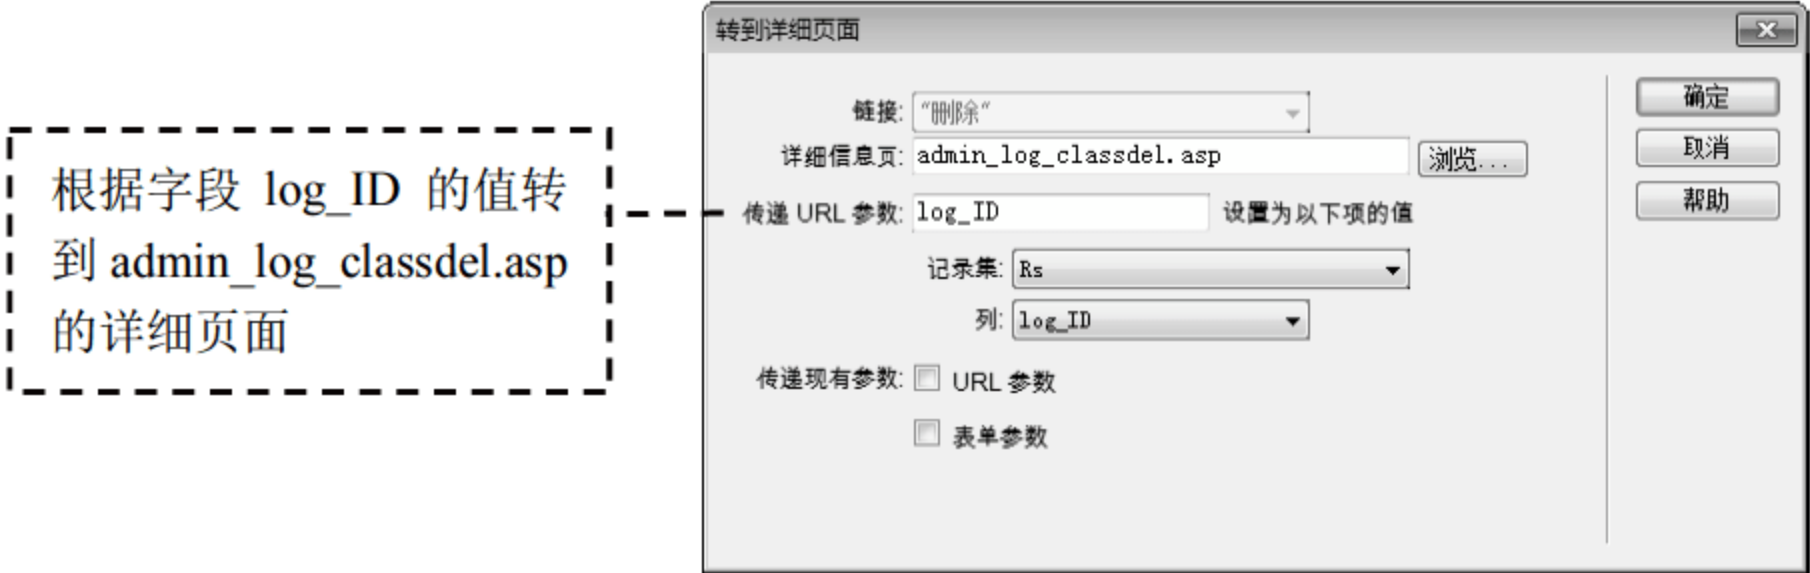 根据字段 log_ID 的值转
到 admin_log_classdel.asp
的详细页面
转到详细页面
链接: "删除"
详细信息页: admin_log_classdel.asp 浏览...
传递 URL 参数: log_ID 设置为以下项的值
记录集: Rs
列: log_ID
传递现有参数: URL 参数
表单参数
确定
取消
帮助